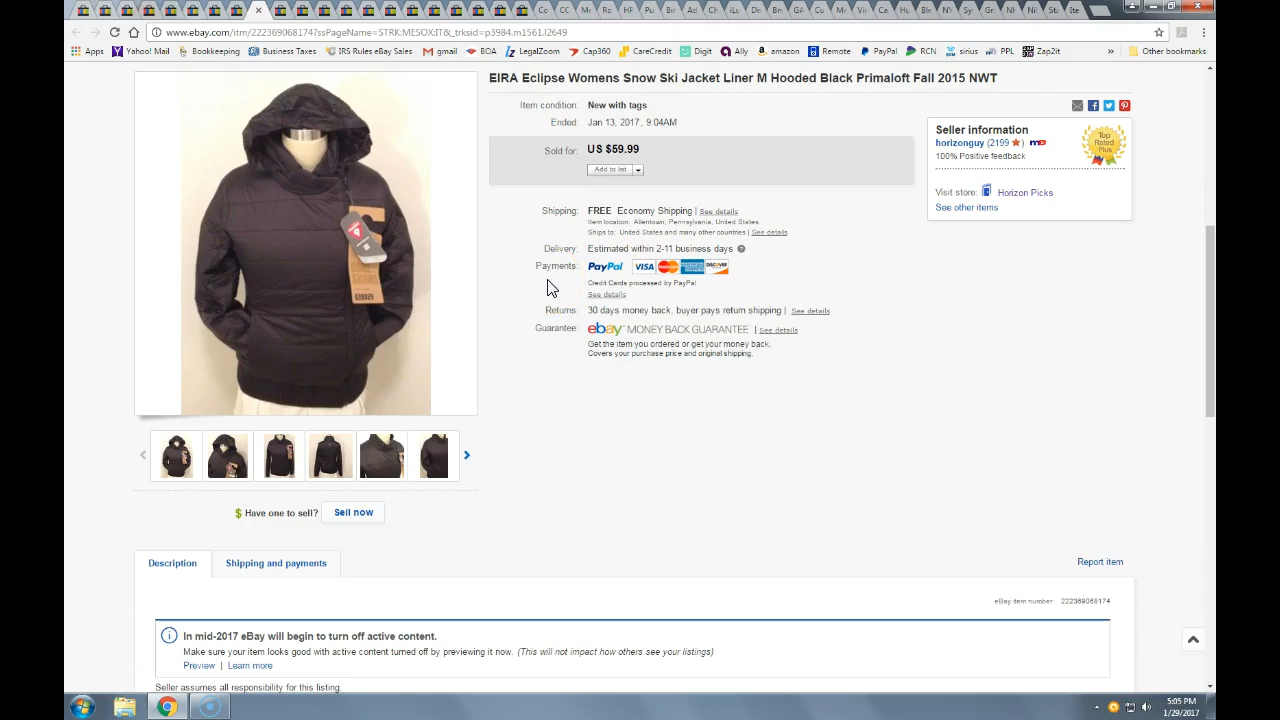 www.ebay.com/itm/222369068174?ssPageName=STRK:MESOX:IT&_trksid=p3984.m1561.l2649
Apps Yahoo! Mail Bookkeeping Business Taxes IRS Rules eBay Sales gmail BOA LegalZoom Cap360 CareCredit Digit Ally amazon Remote PayPal RCN sirius PPL Zap2it » Other bookmarks
EIRA Eclipse Womens Snow Ski Jacket Liner M Hooded Black Primaloft Fall 2015 NWT
Item condition: New with tags
Ended: Jan 13, 2017 , 9:04AM
Sold for: US $59.99
Add to list
Seller information
horizonguy (2199 ) me
100% Positive feedback
Top Rated Plus
Visit store: Horizon Picks
See other items
Shipping: FREE Economy Shipping | See details
Item location: Allentown, Pennsylvania, United States
Ships to: United States and many other countries | See details
Delivery: Estimated within 2-11 business days ?
Payments: PayPal VISA MasterCard AMERICAN EXPRESS DISCOVER
Credit Cards processed by PayPal
See details
Returns: 30 days money back, buyer pays return shipping | See details
Guarantee: ebay MONEY BACK GUARANTEE | See details
Get the item you ordered or get your money back.
Covers your purchase price and original shipping.
eira
$ Have one to sell? Sell now
Description Shipping and payments Report item
eBay item number: 222369068174
In mid-2017 eBay will begin to turn off active content.
Make sure your item looks good with active content turned off by previewing it now. (This will not impact how others see your listings)
Preview | Learn more
Seller assumes all responsibility for this listing.
5:05 PM
1/29/2017